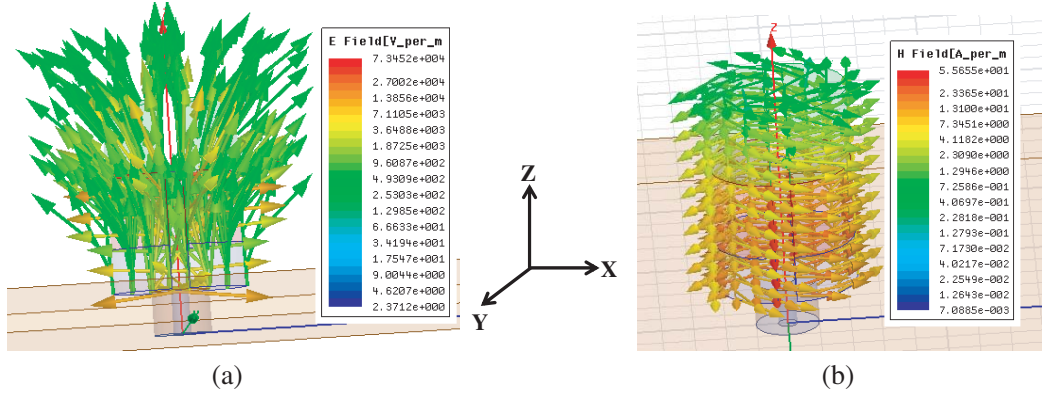 E Field[V_per_m
7.3452e+004
2.7002e+004
1.3856e+004
7.1105e+003
3.6488e+003
1.8725e+003
9.6087e+002
4.9309e+002
2.5303e+002
1.2985e+002
6.6633e+001
3.4194e+001
1.7547e+001
9.0044e+000
4.6207e+000
2.3712e+000
Z
X
Y
(a)
z
H Field[A_per_m
5.5655e+001
2.3365e+001
1.3100e+001
7.3451e+000
4.1182e+000
2.3090e+000
1.2946e+000
7.2586e-001
4.0697e-001
2.2818e-001
1.2793e-001
7.1730e-002
4.0217e-002
2.2549e-002
1.2643e-002
7.0885e-003
(b)